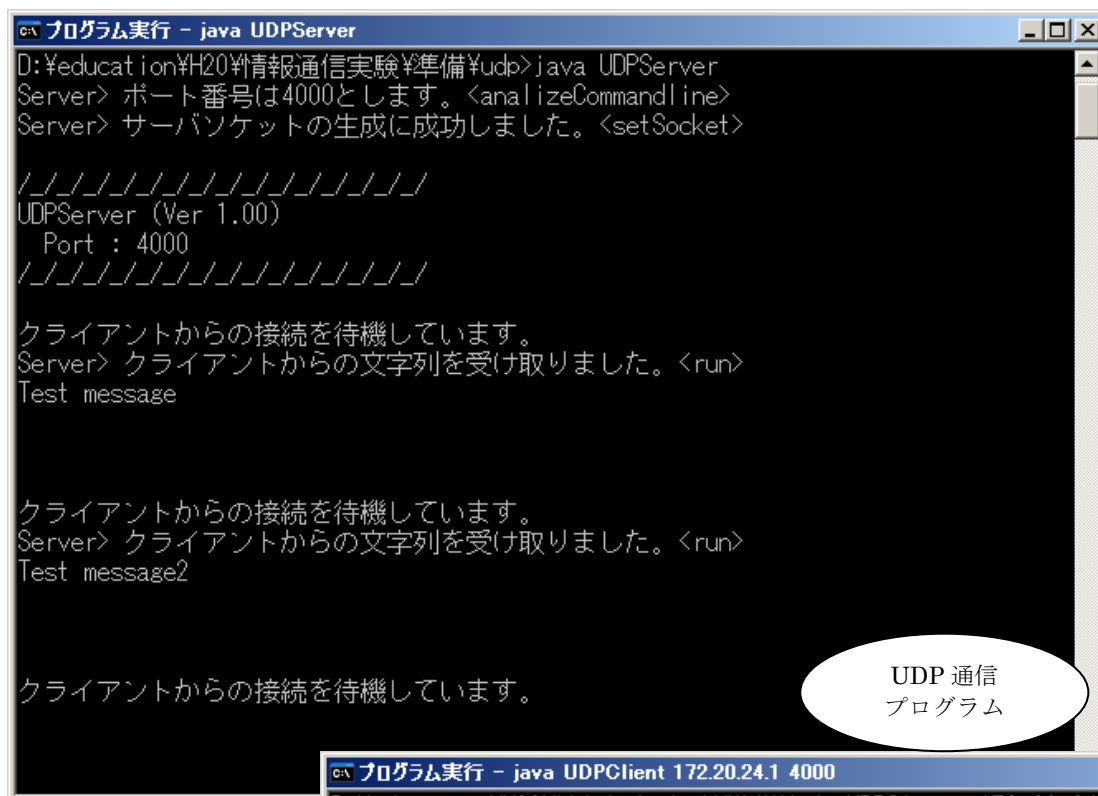 プログラム実行 - java UDPServer
D:¥education¥H20¥情報通信実験¥準備¥udp>java UDPServer
Server> ポート番号は4000とします。<analizeCommandline>
Server> サーバソケットの生成に成功しました。<setSocket>
/_/_/_/_/_/_/_/_/_/_/_/_/_/_/_/
UDPServer (Ver 1.00)
Port : 4000
/_/_/_/_/_/_/_/_/_/_/_/_/_/_/_/
クライアントからの接続を待機しています。
Server> クライアントからの文字列を受け取りました。<run>
Test message
クライアントからの接続を待機しています。
Server> クライアントからの文字列を受け取りました。<run>
Test message2
クライアントからの接続を待機しています。
UDP 通信
プログラム
プログラム実行 - java UDPClient 172.20.24.1 4000